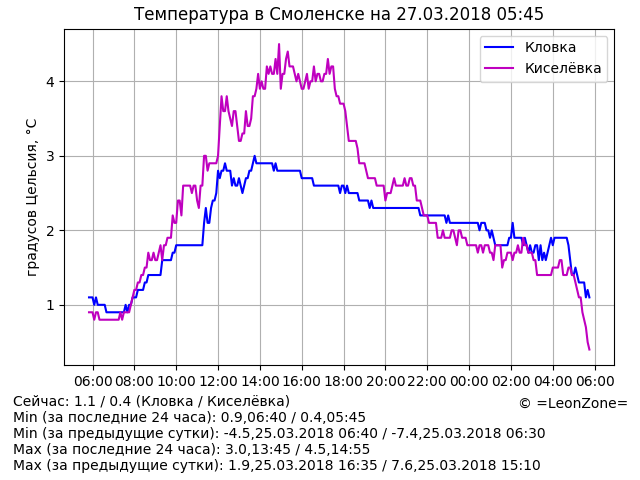 Температура в Смоленске на 27.03.2018 05:45
Кловка
Киселёвка
градусов Цельсия, °C
4
3
2
1
06:00 08:00 10:00 12:00 14:00 16:00 18:00 20:00 22:00 00:00 02:00 04:00 06:00
Сейчас: 1.1 / 0.4 (Кловка / Киселёвка)
© =LeonZone=
Min (за последние 24 часа): 0.9,06:40 / 0.4,05:45
Min (за предыдущие сутки): -4.5,25.03.2018 06:40 / -7.4,25.03.2018 06:30
Max (за последние 24 часа): 3.0,13:45 / 4.5,14:55
Max (за предыдущие сутки): 1.9,25.03.2018 16:35 / 7.6,25.03.2018 15:10